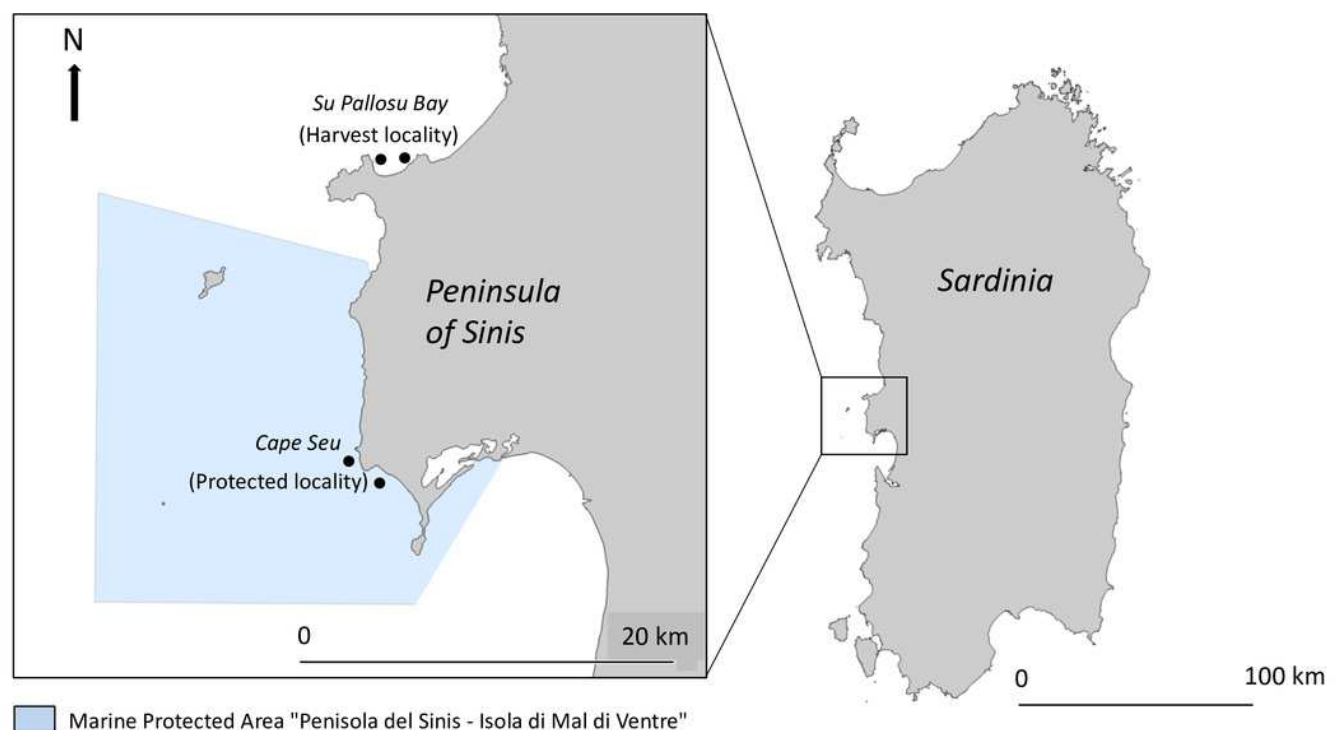 N
Su Pallosu Bay
(Harvest locality)
Peninsula
of Sinis
Cape Seu
(Protected locality)
0
20 km
Sardinia
0
100 km
Marine Protected Area "Penisola del Sinis - Isola di Mal di Ventre"